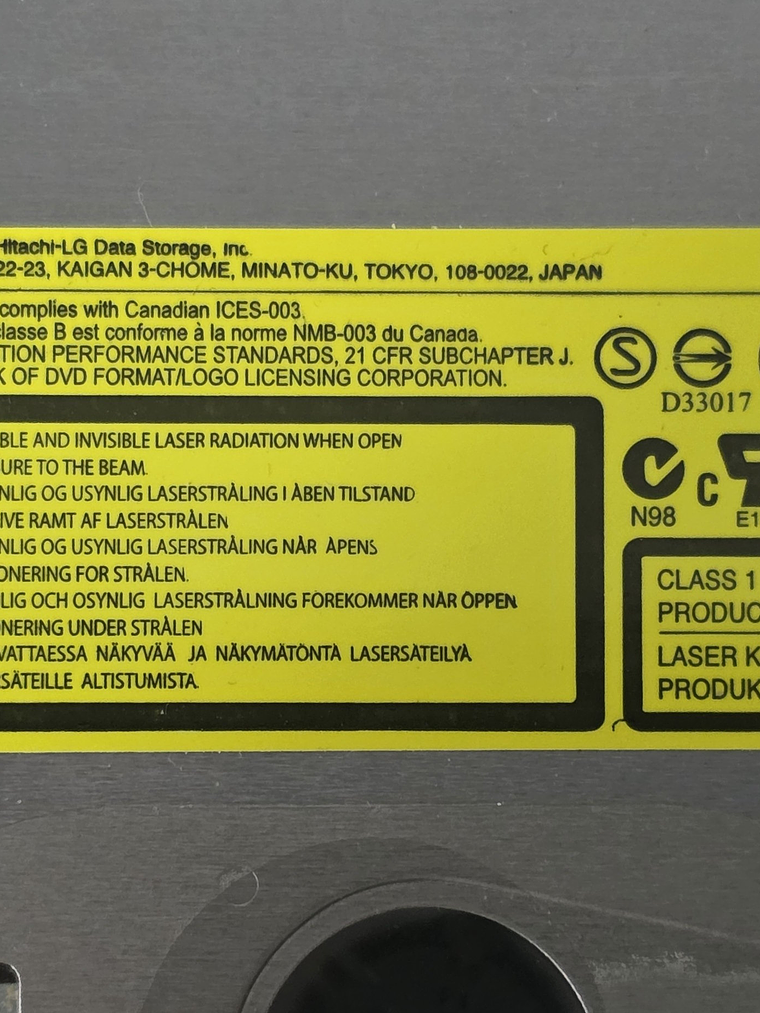 Hitachi-LG Data Storage, Inc.
22-23, KAIGAN 3-CHOME, MINATO-KU, TOKYO, 108-0022, JAPAN
complies with Canadian ICES-003.
classe B est conforme à la norme NMB-003 du Canada.
TION PERFORMANCE STANDARDS, 21 CFR SUBCHAPTER J.
K OF DVD FORMAT/LOGO LICENSING CORPORATION.
S
D33017
BLE AND INVISIBLE LASER RADIATION WHEN OPEN
URE TO THE BEAM.
NLIG OG USYNLIG LASERSTRÅLING I ÅBEN TILSTAND
IVE RAMT AF LASERSTRÅLEN
NLIG OG USYNLIG LASERSTRÅLING NÅR ÅPENS
ONERING FOR STRÅLEN.
LIG OCH OSYNLIG LASERSTRÅLNING FÖREKOMMER NÄR ÖPPEN
NERING UNDER STRÅLEN
VATTAESSA NÄKYVÄÄ JA NÄKYMÄTÖNTÄ LASERSÄTEILYÄ
SÄTEILLE ALTISTUMISTA.
N98
C
E1
CLASS 1
PRODUC
LASER K
PRODUK